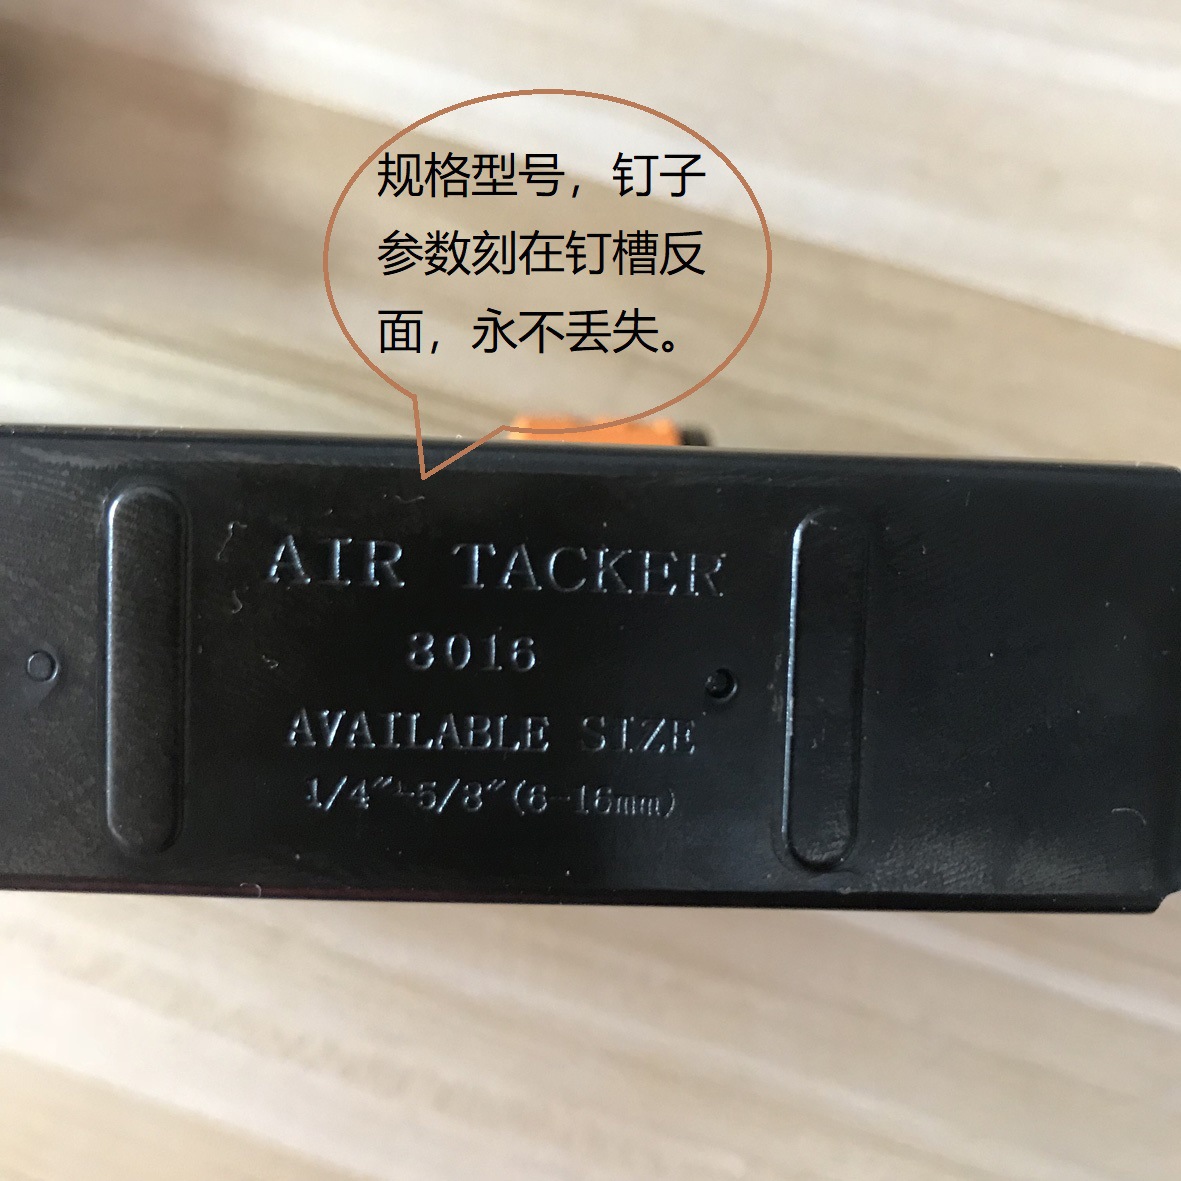 规格型号，钉子
参数刻在钉槽反
面，永不丢失。
AIR TACKER
8016
AVAILABLE SIZE
1/4"-5/8"(6-16mm)